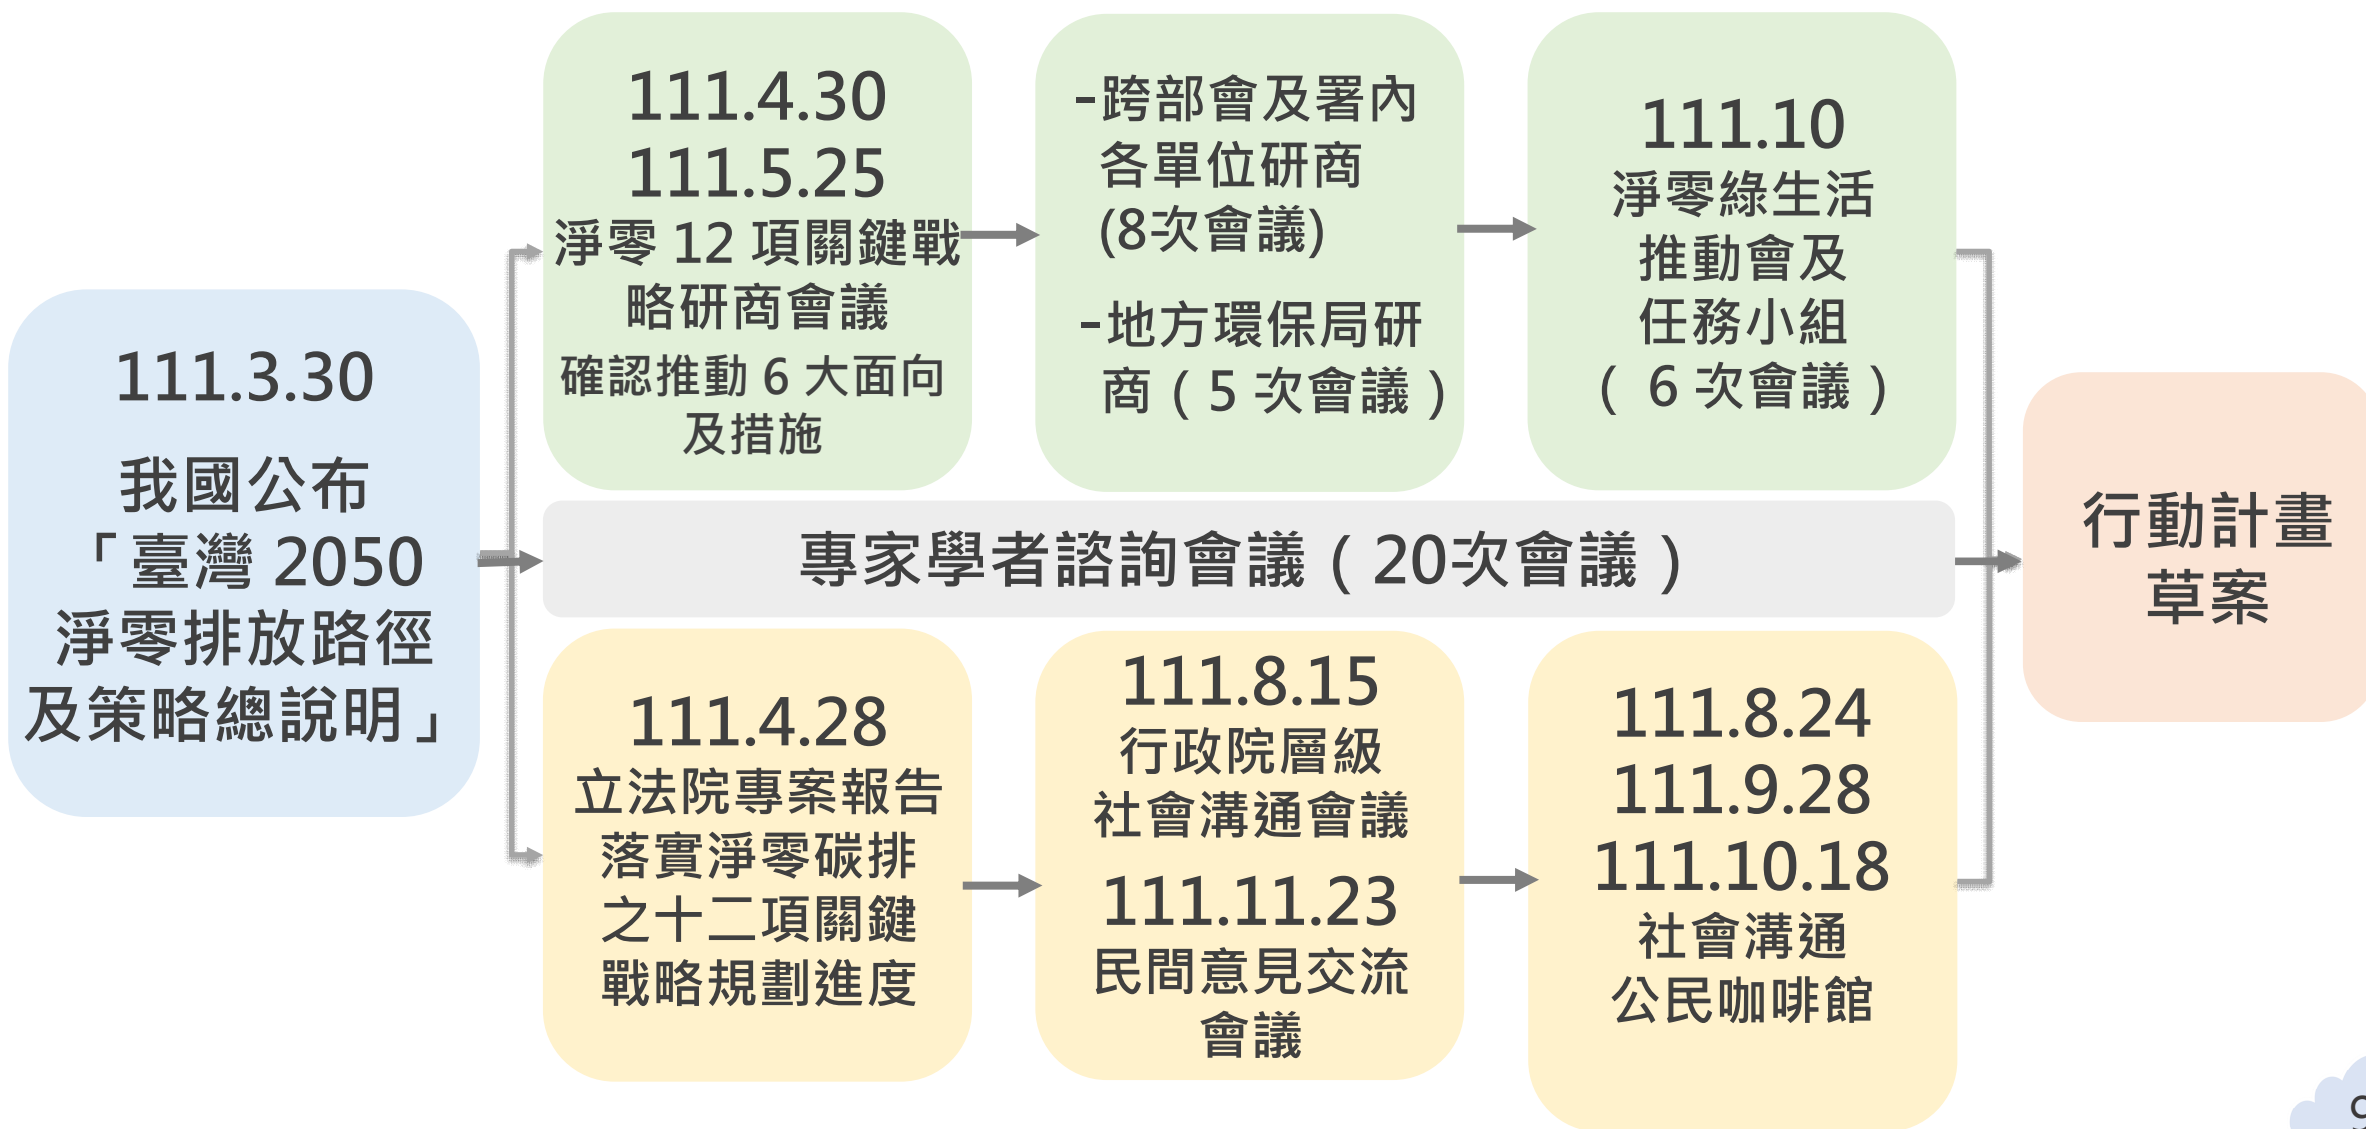 111.3.30
我國公布
「臺灣 2050
淨零排放路徑
及策略總說明」
111.4.30
111.5.25
淨零 12 項關鍵戰
略研商會議
確認推動 6 大面向
及措施
-跨部會及署內
各單位研商
(8次會議)
-地方環保局研
商（ 5 次會議）
111.10
淨零綠生活
推動會及
任務小組
（ 6 次會議）
專家學者諮詢會議（20次會議）
111.4.28
立法院專案報告
落實淨零碳排
之十二項關鍵
戰略規劃進度
111.8.15
行政院層級
社會溝通會議
111.11.23
民間意見交流
會議
111.8.24
111.9.28
111.10.18
社會溝通
公民咖啡館
行動計畫
草案